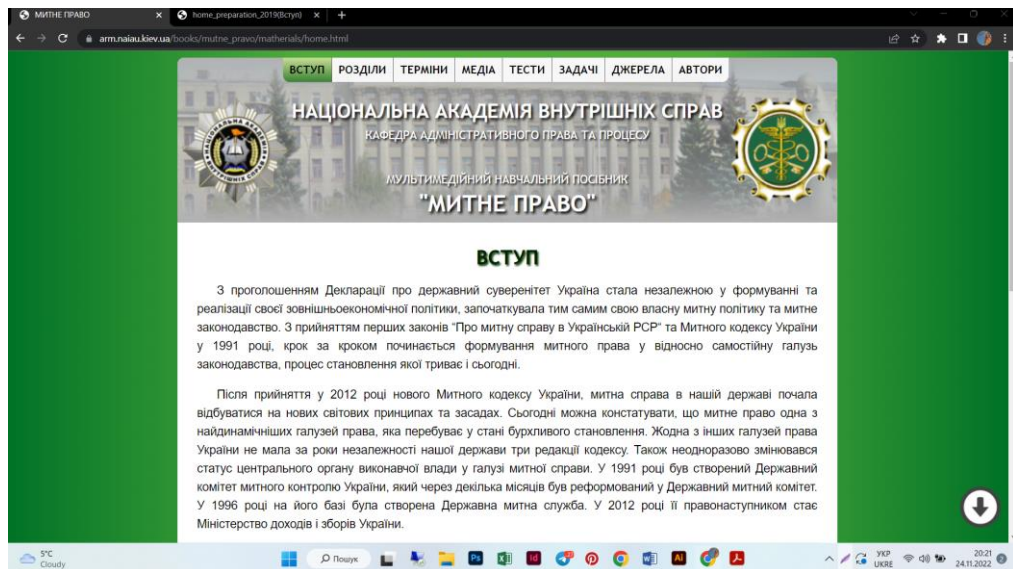 МИТНЕ ПРАВО
home_preparation_2019(Вступ)
arm.naiau.kiev.ua/books/mutne_pravo/matherials/home.html
ВСТУП РОЗДІЛИ ТЕРМІНИ МЕДІА ТЕСТИ ЗАДАЧІ ДЖЕРЕЛА АВТОРИ
НАЦІОНАЛЬНА АКАДЕМІЯ ВНУТРІШНІХ СПРАВ
КАФЕДРА АДМІНІСТРАТИВНОГО ПРАВА ТА ПРОЦЕСУ
МУЛЬТИМЕДІЙНИЙ НАВЧАЛЬНИЙ ПОСІБНИК
"МИТНЕ ПРАВО"
ВСТУП
З проголошенням Декларації про державний суверенітет Україна стала незалежною у формуванні та
реалізації своєї зовнішньоекономічної політики, започаткувала тим самим свою власну митну політику та митне
законодавство. З прийняттям перших законів "Про митну справу в Українській РСР" та Митного кодексу України
у 1991 році, крок за кроком починається формування митного права у відносно самостійну галузь
законодавства, процес становлення якої триває і сьогодні.
Після прийняття у 2012 році нового Митного кодексу України, митна справа в нашій державі почала
відбуватися на нових світових принципах та засадах. Сьогодні можна констатувати, що митне право одна з
найдинамічніших галузей права, яка перебуває у стані бурхливого становлення. Жодна з інших галузей права
України не мала за роки незалежності нашої держави три редакції кодексу. Також неодноразово змінювався
статус центрального органу виконавчої влади у галузі митної справи. У 1991 році був створений Державний
комітет митного контролю України, який через декілька місяців був реформований у Державний митний комітет.
У 1996 році на його базі була створена Державна митна служба. У 2012 році її правонаступником стає
Міністерство доходів і зборів України.
5°C
Cloudy
Пошук
Ps
Id
Ai
УКР
UKRE
20:21
24.11.2022